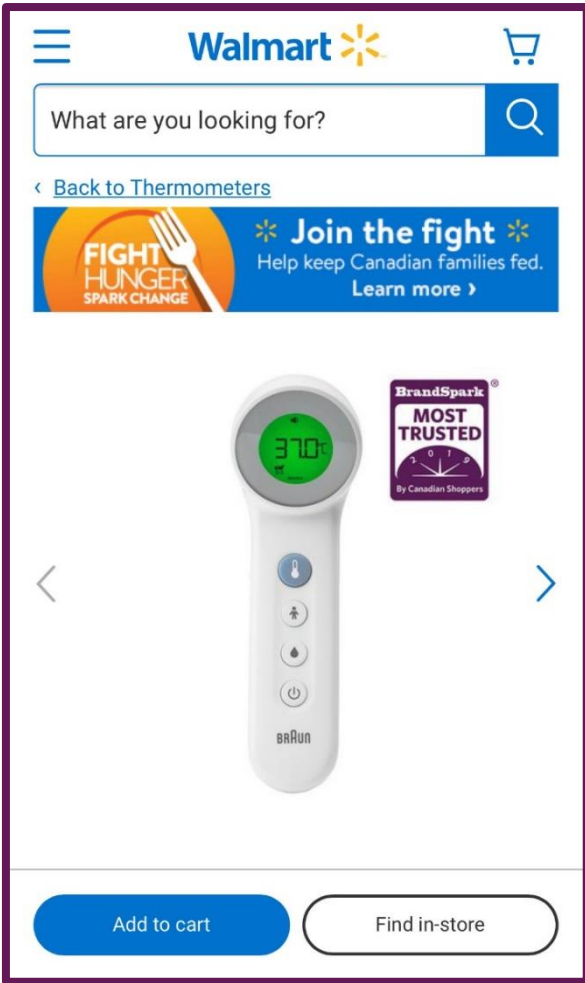 Walmart
What are you looking for?
‹ Back to Thermometers
FIGHT
HUNGER
SPARK CHANGE
Join the fight
Help keep Canadian families fed.
Learn more ›
BrandSpark ®
MOST
TRUSTED
2019
By Canadian Shoppers
37.0°C
BRAUN
Add to cart
Find in-store